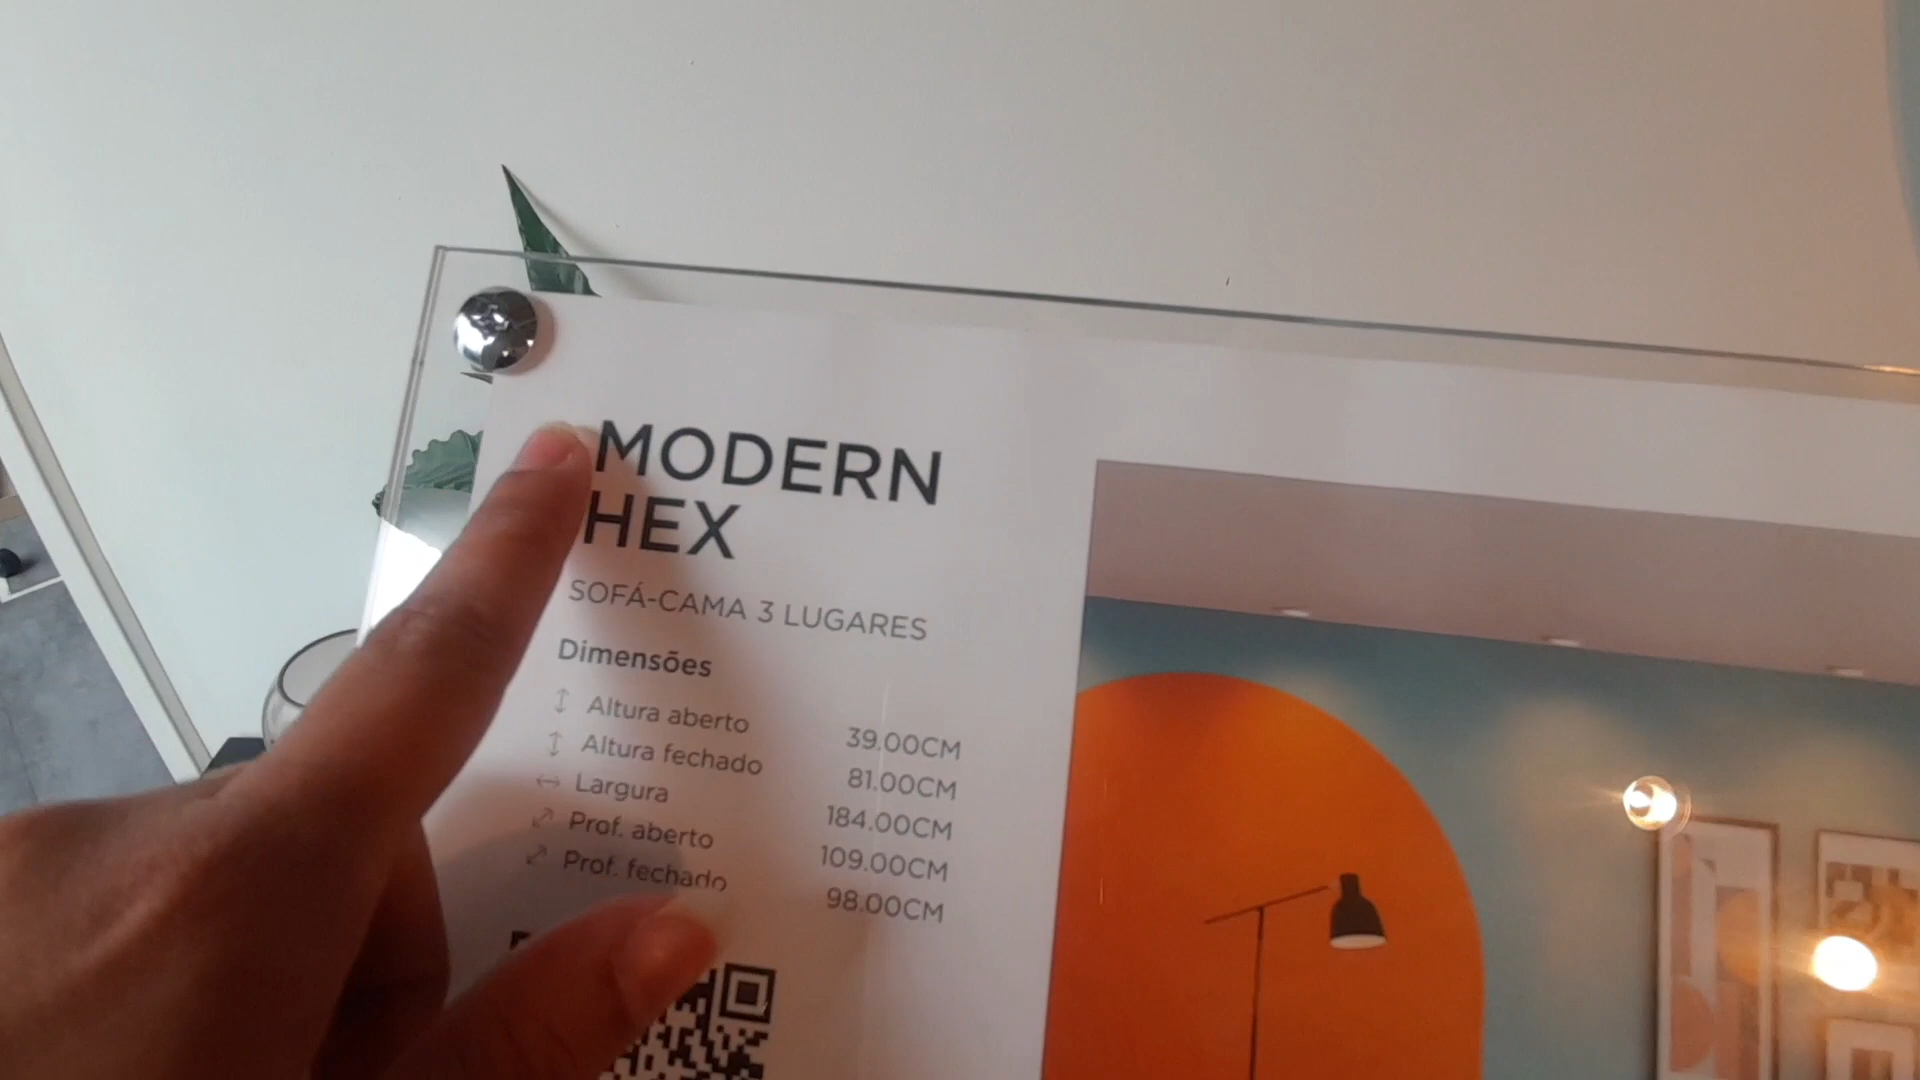 MODERN
HEX
SOFÁ-CAMA 3 LUGARES
Dimensões
Altura aberto 39.00CM
Altura fechado 81.00CM
Largura 184.00CM
Prof. aberto 109.00CM
Prof. fechado 98.00CM